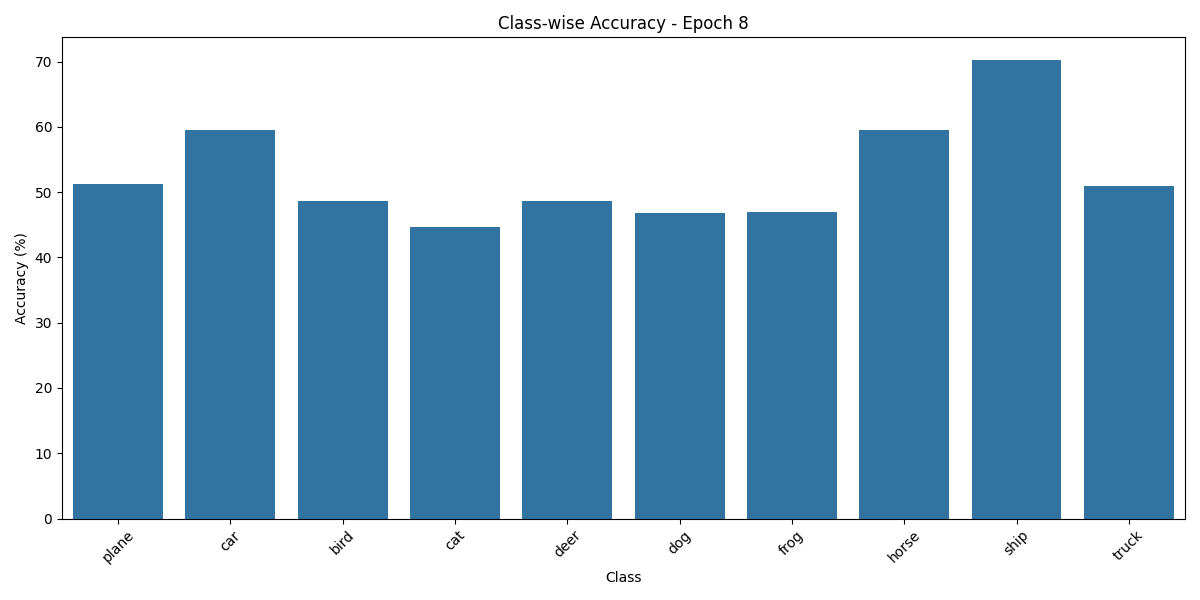 Class-wise Accuracy - Epoch 8
Accuracy (%)
70
60
50
40
30
20
10
0
plane car bird cat deer dog frog horse ship truck
Class